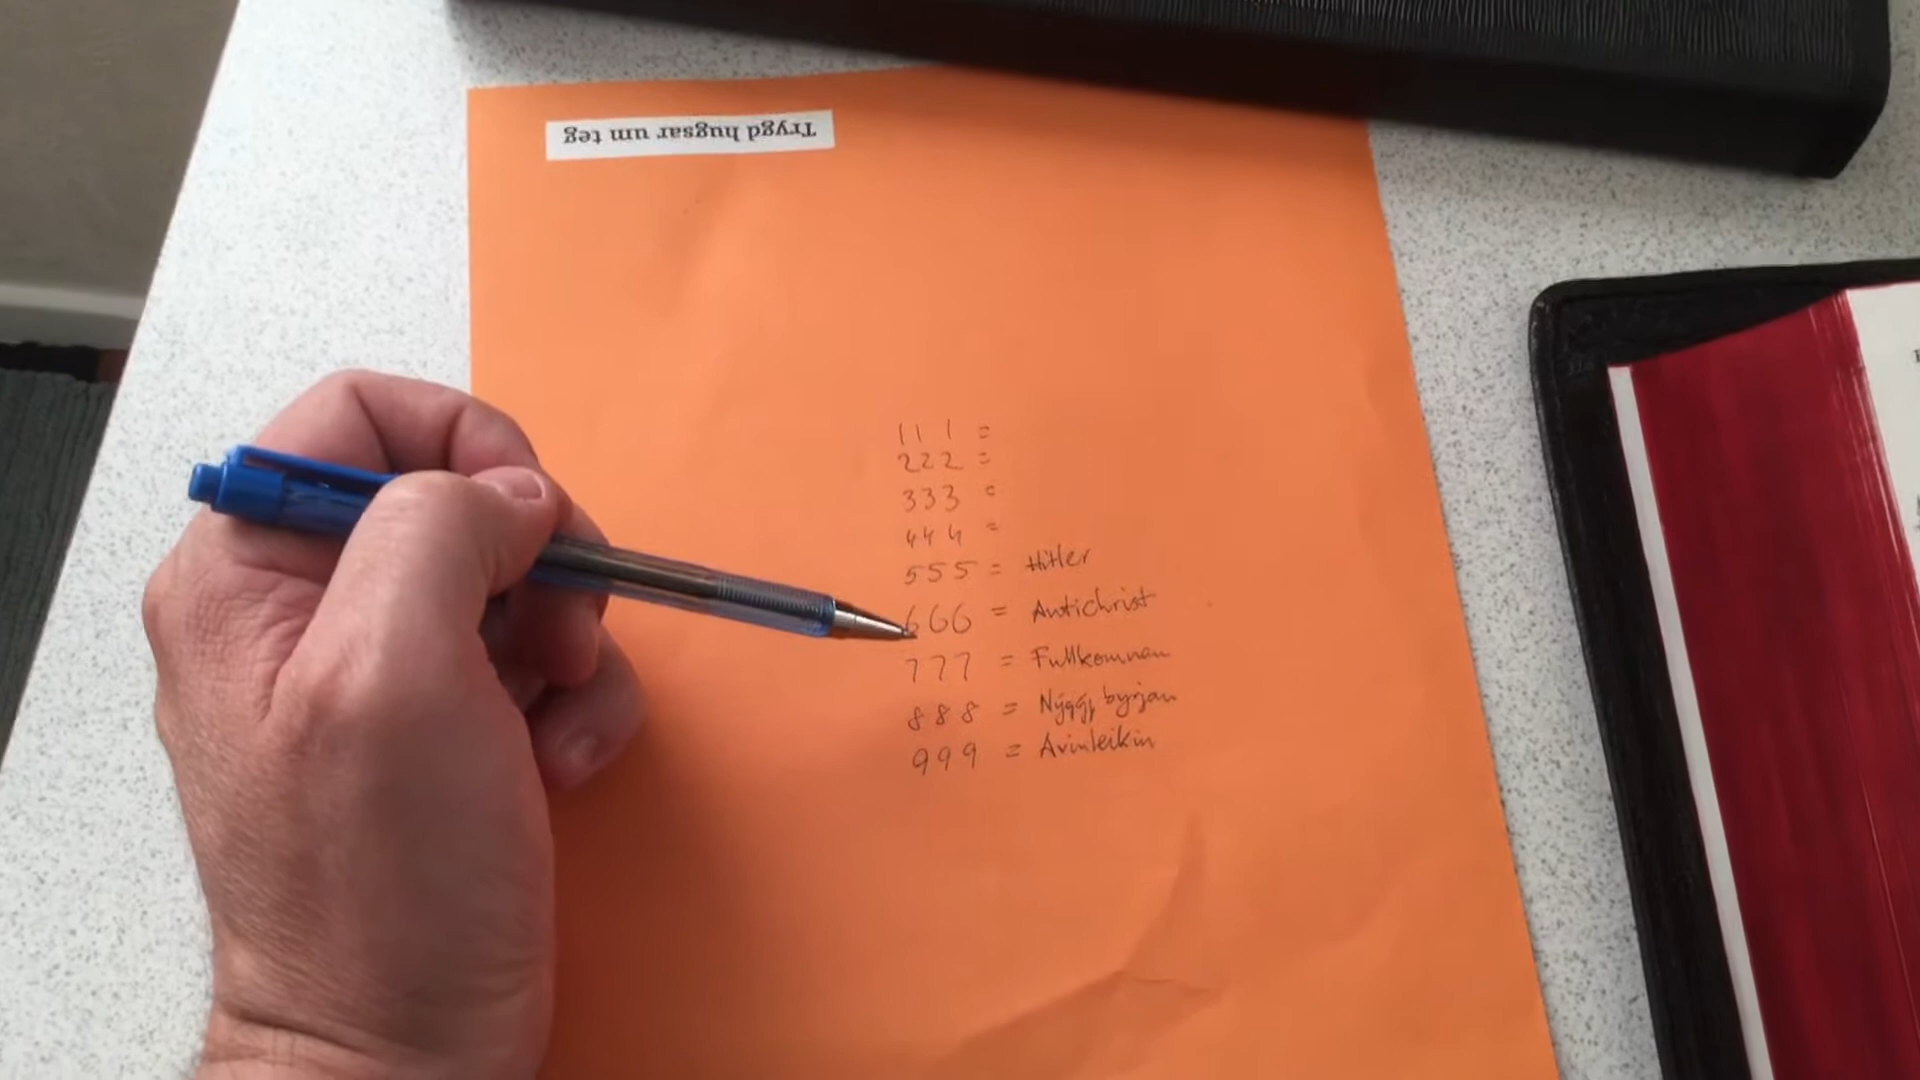 Trygd hugsar um teg
111 =
222 =
333 =
444 =
555 = Hitler
666 = Antichrist
777 = Fullkomnan
888 = Nýggj byrjan
999 = Ævinleikin